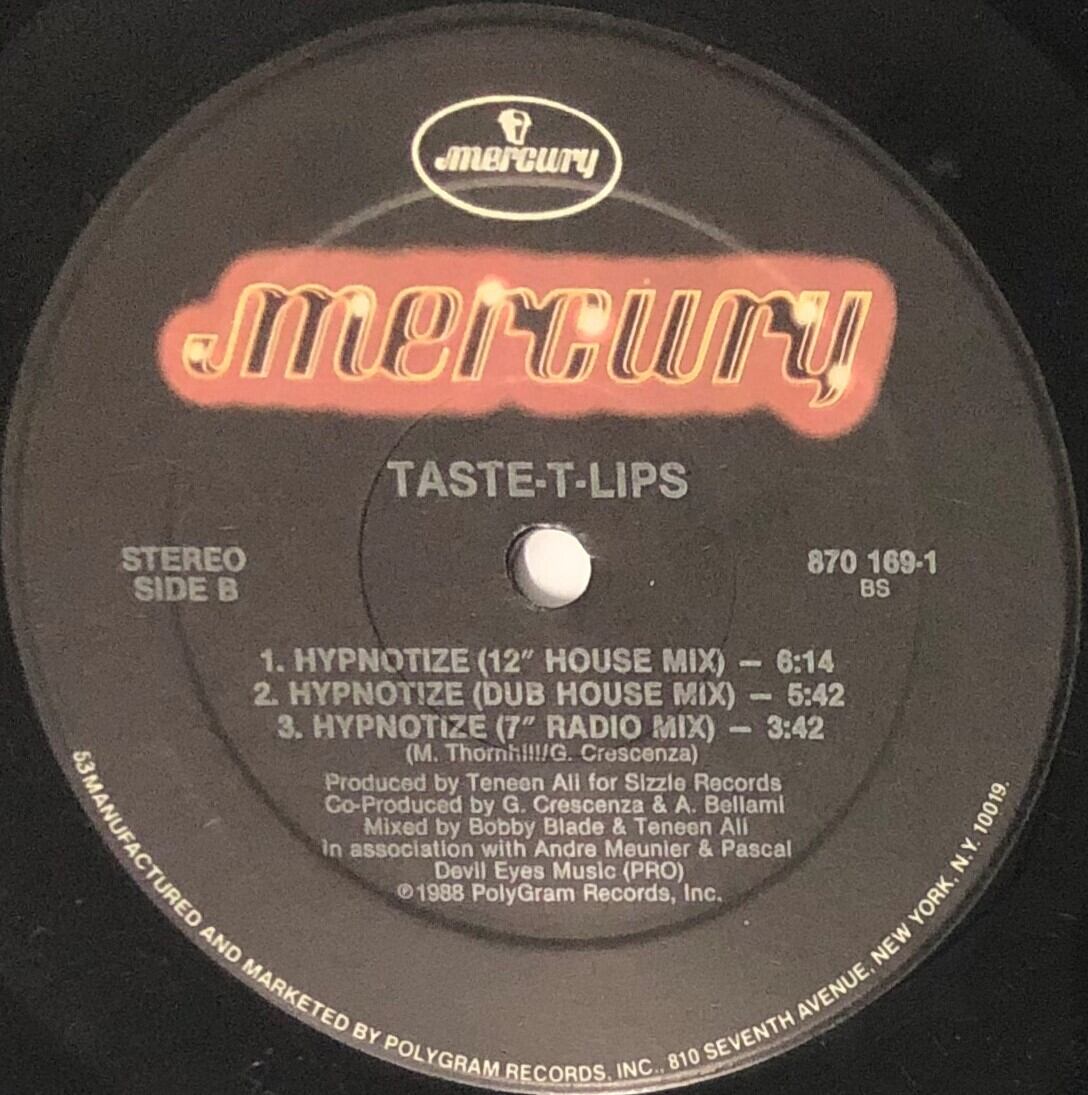 mercury
mercury
TASTE-T-LIPS
STEREO
SIDE B
870 169-1
BS
1. HYPNOTIZE (12" HOUSE MIX) — 6:14
2. HYPNOTIZE (DUB HOUSE MIX) — 5:42
3. HYPNOTIZE (7" RADIO MIX) — 3:42
(M. Thornhill/G. Crescenza)
Produced by Teneen Ali for Sizzle Records
Co-Produced by G. Crescenza & A. Bellami
Mixed by Bobby Blade & Teneen Ali
In association with Andre Meunier & Pascal
Devil Eyes Music (PRO)
℗1988 PolyGram Records, Inc.
53 MANUFACTURED AND MARKETED BY POLYGRAM RECORDS, INC., 810 SEVENTH AVENUE, NEW YORK, N.Y. 10019.